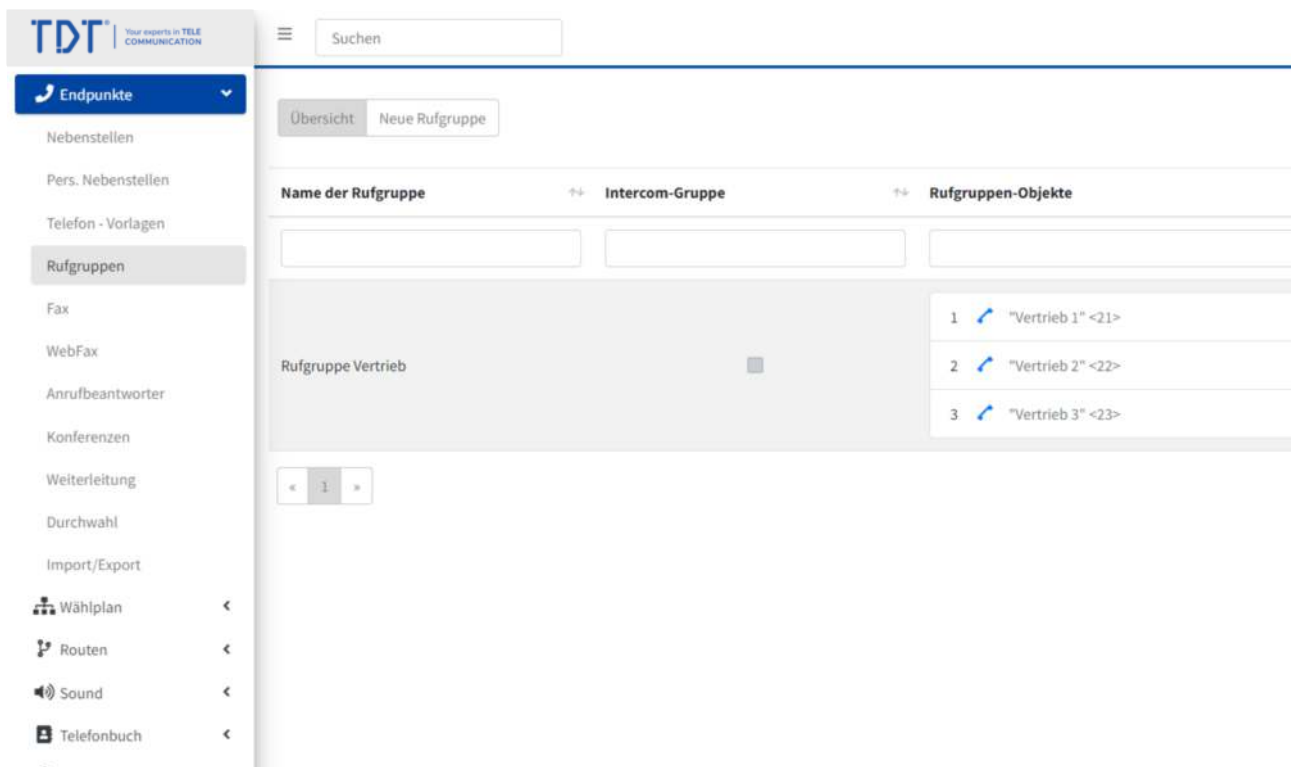 TDT
Your experts in TELE
COMMUNICATION
Suchen
Endpunkte
Nebenstellen
Pers. Nebenstellen
Telefon - Vorlagen
Rufgruppen
Fax
WebFax
Anrufbeantworter
Konferenzen
Weiterleitung
Durchwahl
Import/Export
Wählplan
Routen
Sound
Telefonbuch
Übersicht Neue Rufgruppe
Name der Rufgruppe Intercom-Gruppe Rufgruppen-Objekte
Rufgruppe Vertrieb
1 "Vertrieb 1" <21>
2 "Vertrieb 2" <22>
3 "Vertrieb 3" <23>
« 1 »